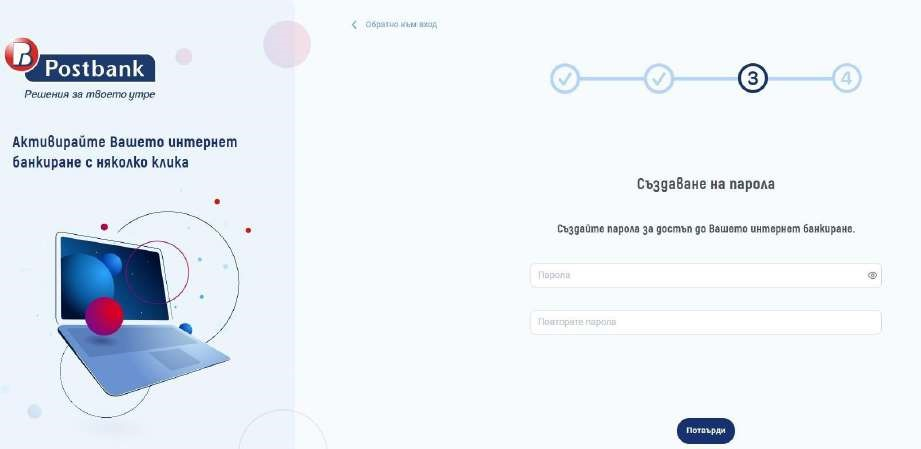 Обратно към вход
Postbank
Решения за твоето утре
3
4
Активирайте Вашето интернет
банкиране с няколко клика
Създаване на парола
Създайте парола за достъп до Вашето интернет банкиране.
Парола
Повторете парола
Потвърди